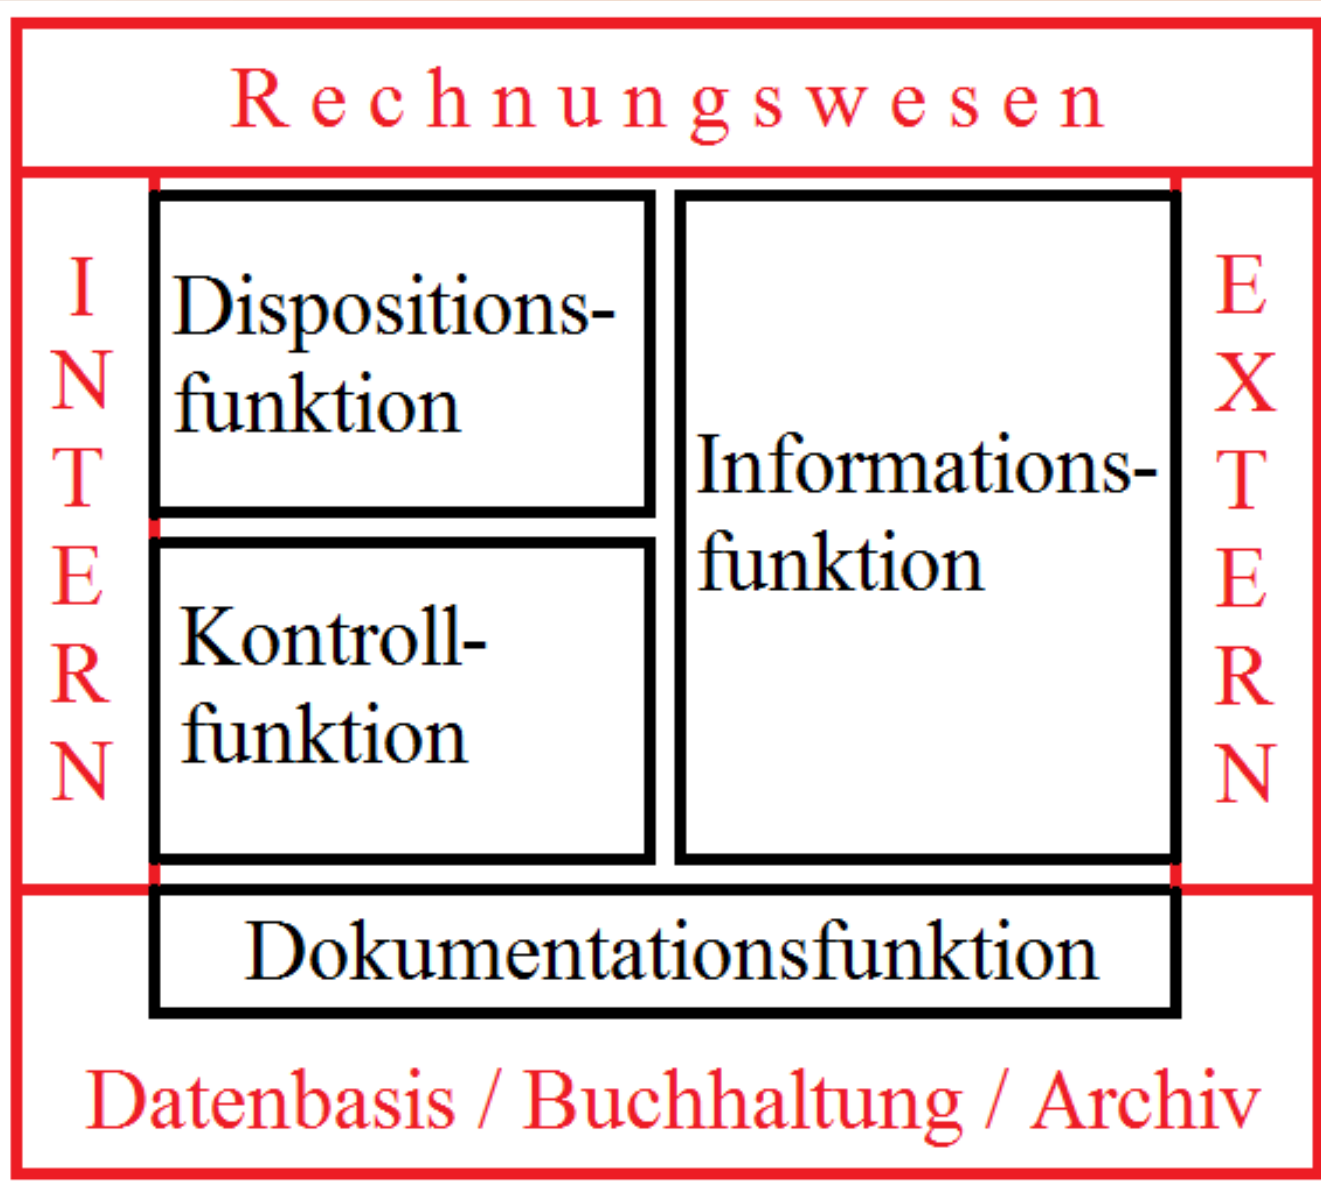 Rechnungswesen
INTERN
Dispositions-
funktion
Kontroll-
funktion
Informations-
funktion
EXTERN
Dokumentationsfunktion
Datenbasis / Buchhaltung / Archiv